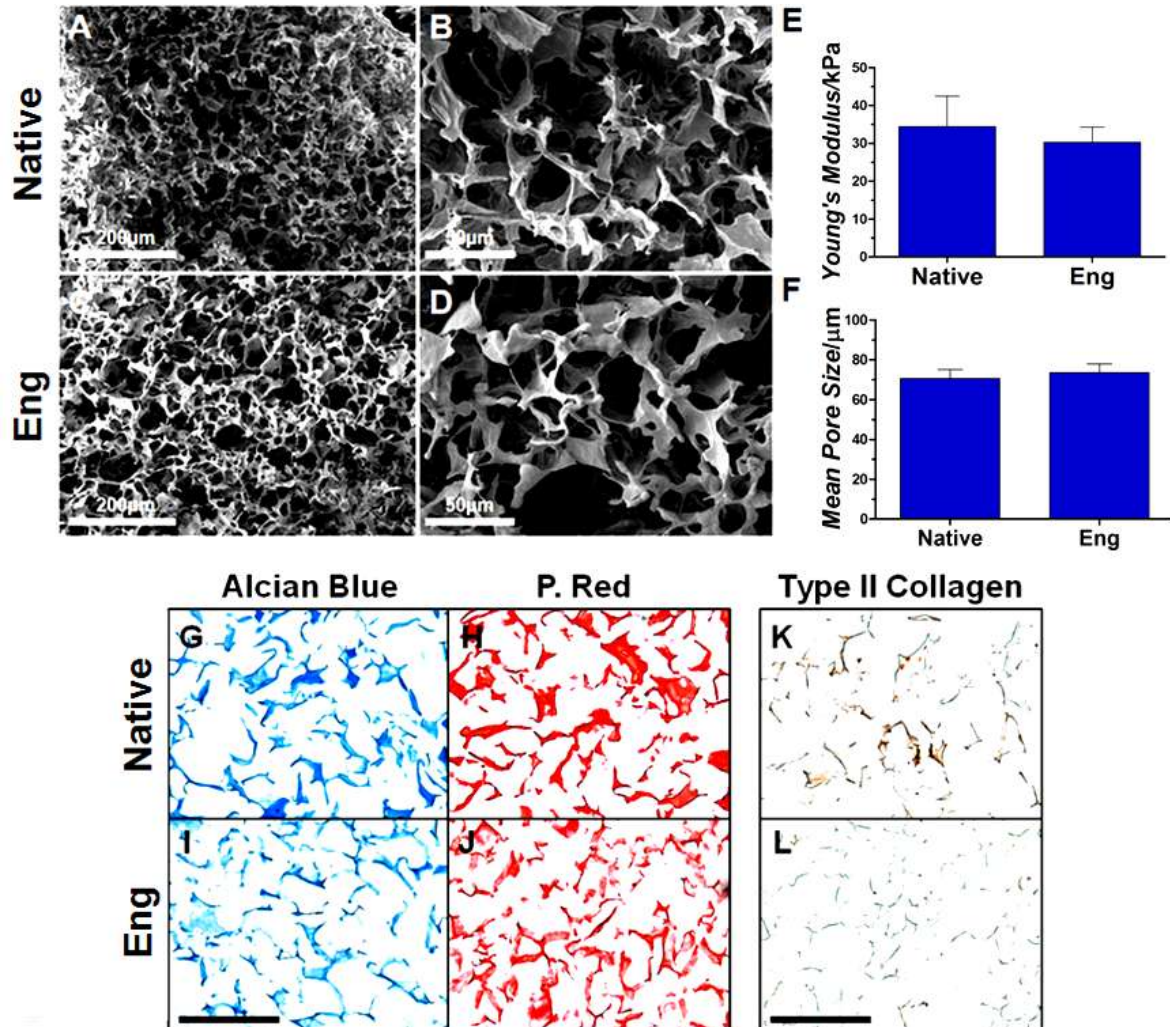 Native
Eng
A
200µm
B
50µm
C
200µm
D
50µm
E
Young's Modulus/kPa
50
40
30
20
10
0
Native Eng
F
Mean Pore Size/µm
100
80
60
40
20
0
Native Eng
Alcian Blue P. Red Type II Collagen
Native
Eng
G H K
I J L